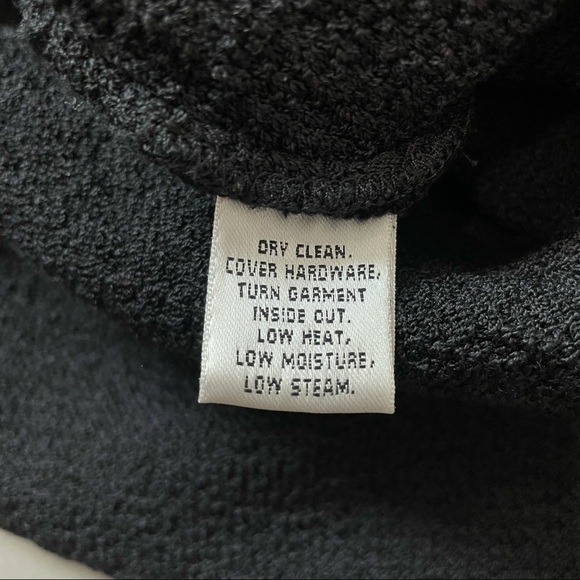 DRY CLEAN.
COVER HARDWARE,
TURN GARMENT
INSIDE OUT.
LOW HEAT,
LOW MOISTURE,
LOW STEAM.